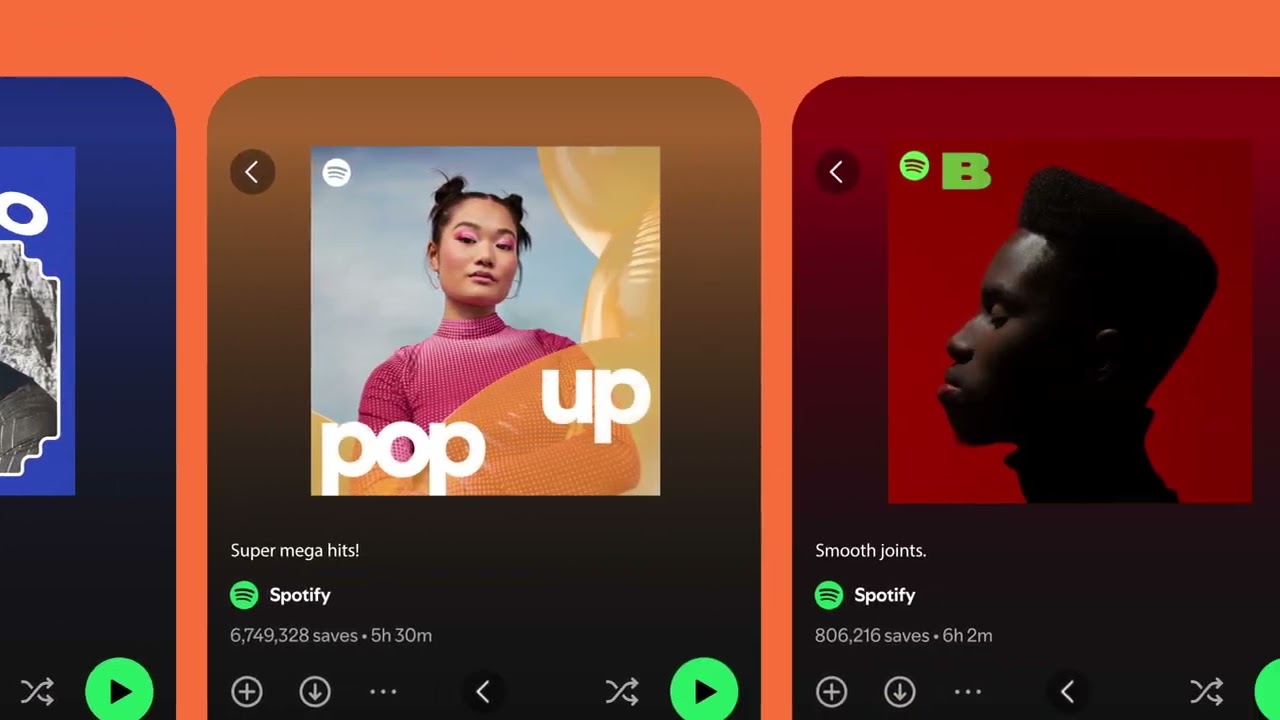 o
pop
up
Super mega hits!
Spotify
6,749,328 saves • 5h 30m
B
Smooth joints.
Spotify
806,216 saves • 6h 2m